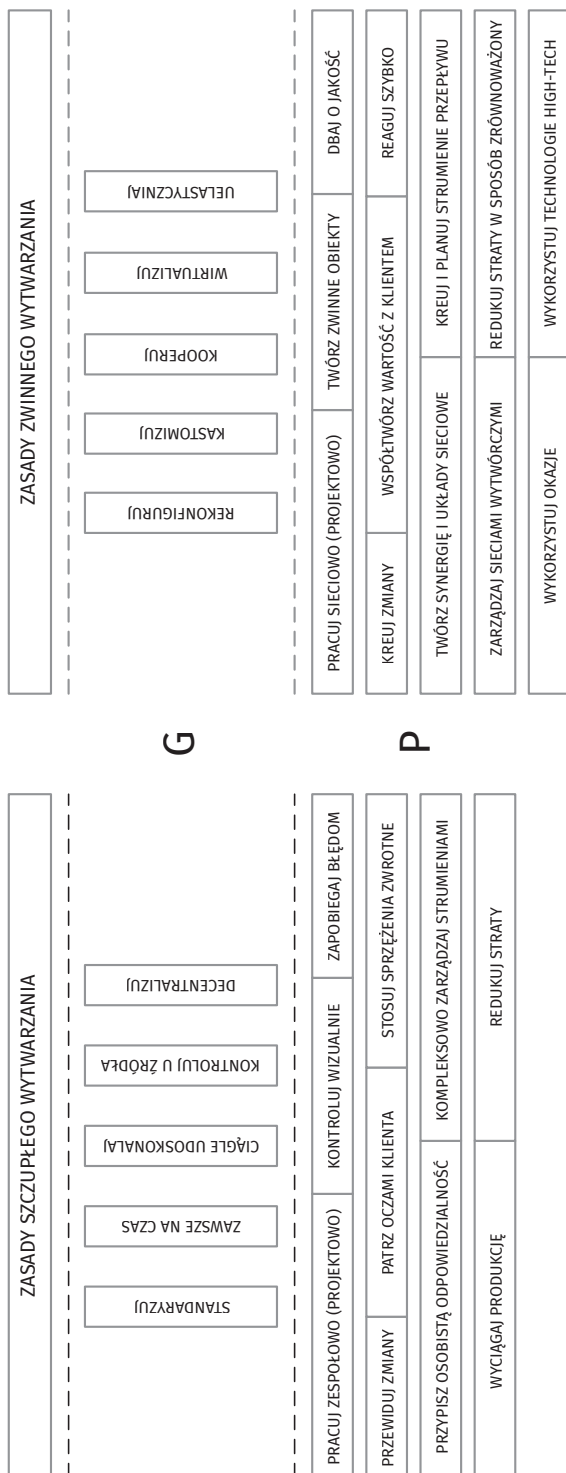 ZASADY SZCZUPŁEGO WYTWARZANIA
STANDARYZUJ
ZAWSZE NA CZAS
CIĄGLE UDOSKONALAJ
KONTROLUJ U ŹRÓDŁA
DECENTRALIZUJ
PRACUJ ZESPOŁOWO (PROJEKTOWO)
KONTROLUJ WIZUALNIE
ZAPOBIEGAJ BŁĘDOM
PRZEWIDUJ ZMIANY
PATRZ OCZAMI KLIENTA
STOSUJ SPRZĘŻENIA ZWROTNE
PRZYPISZ OSOBISTĄ ODPOWIEDZIALNOŚĆ
KOMPLEKSOWO ZARZĄDZAJ STRUMIENIAMI
WYCIĄGAJ PRODUKCJĘ
REDUKUJ STRATY
G
P
ZASADY ZWINNEGO WYTWARZANIA
REKONFIGURUJ
KASTOMIZUJ
KOOPERUJ
WIRTUALIZUJ
UELASTYCZNIAJ
PRACUJ SIECIOWO (PROJEKTOWO)
TWÓRZ ZWINNE OBIEKTY
DBAJ O JAKOŚĆ
KREUJ ZMIANY
WSPÓŁTWÓRZ WARTOŚĆ Z KLIENTEM
REAGUJ SZYBKO
TWÓRZ SYNERGIĘ I UKŁADY SIECIOWE
KREUJ I PLANUJ STRUMIENIE PRZEPŁYWU
ZARZĄDZAJ SIECIAMI WYTWÓRCZYMI
REDUKUJ STRATY W SPOSÓB ZRÓWNOWAŻONY
WYKORZYSTUJ OKAZJE
WYKORZYSTUJ TECHNOLOGIE HIGH-TECH